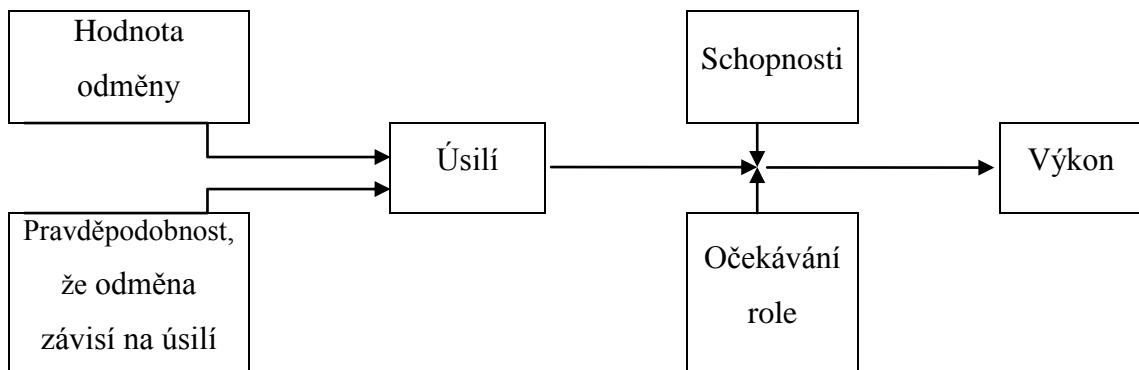 Hodnota
odměny
Pravděpodobnost,
že odměna
závisí na úsilí
Úsilí
Schopnosti
Očekávání
role
Výkon